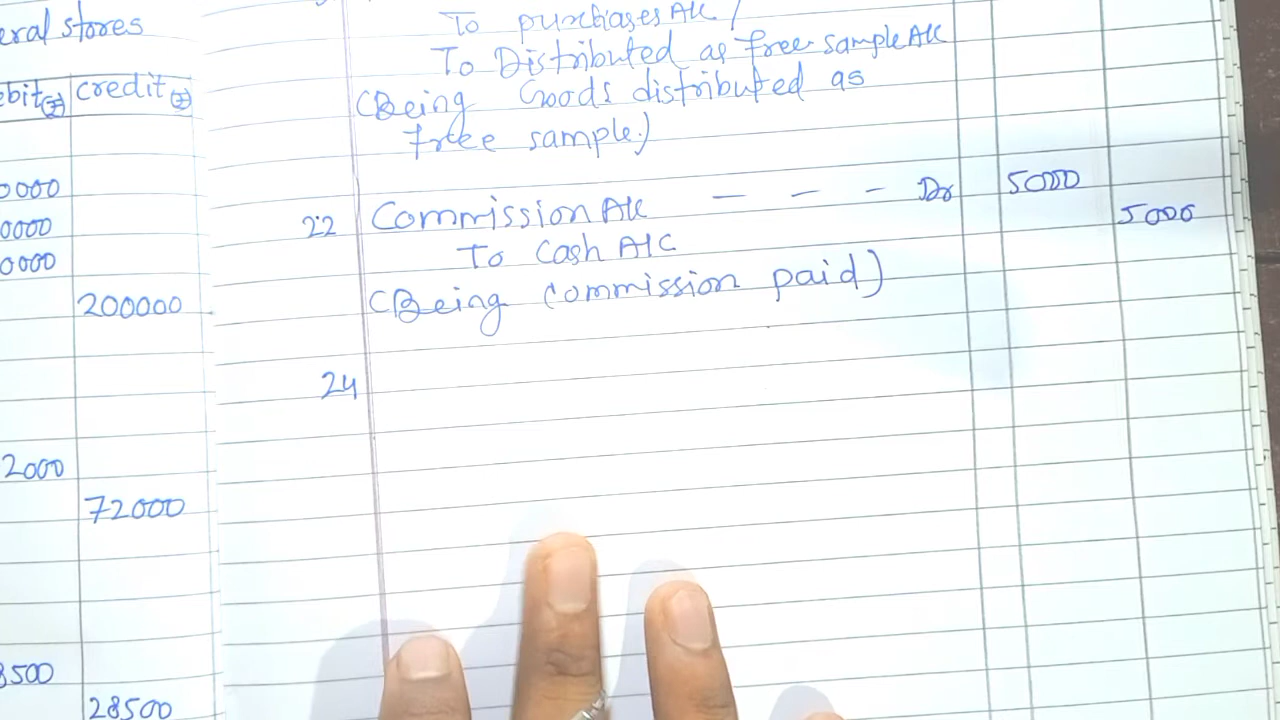 eral stores
ebit(₹) credit(₹)
0000
0000
0000
200000
2000
72000
8500
28500
To purchases A/c /
To Distributed as free sample A/c
(Being Goods distributed as
free sample.)
22 Commission A/c - - - Dr 5000
To Cash A/C 5000
(Being Commission paid)
24